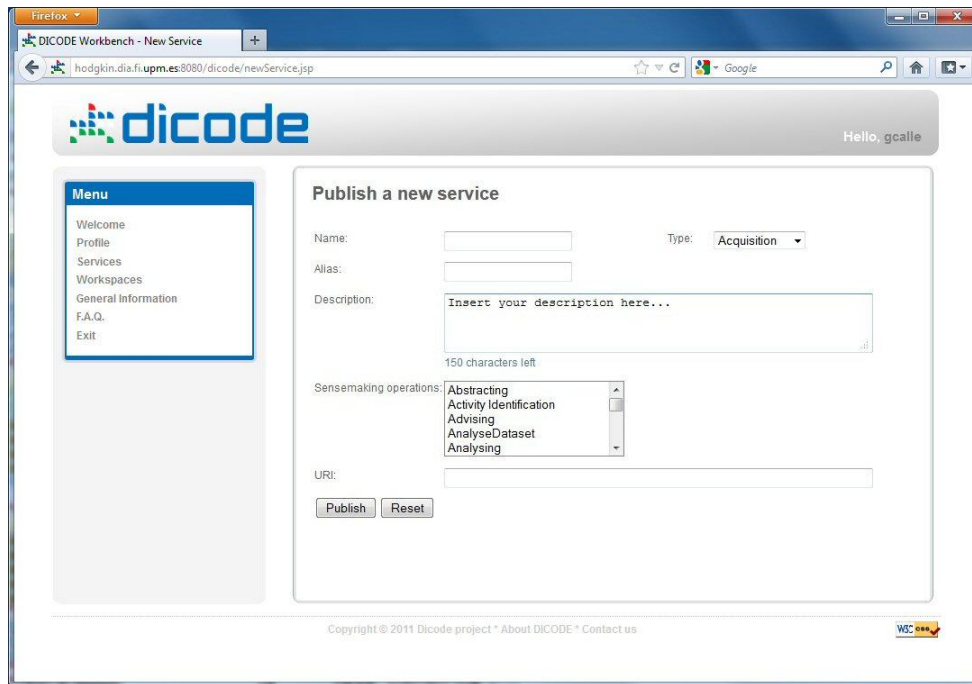 Firefox
DICODE Workbench - New Service
hodgkin.dia.fi.upm.es:8080/dicode/newService.jsp
Google
dicode
Hello, gcalle
Menu
Welcome
Profile
Services
Workspaces
General Information
F.A.Q.
Exit
Publish a new service
Name:
Type: Acquisition
Alias:
Description:
Insert your description here...
150 characters left
Sensemaking operations:
Abstracting
Activity Identification
Advising
AnalyseDataset
Analysing
URI:
Publish Reset
Copyright © 2011 Dicode project * About DICODE * Contact us
W3C css